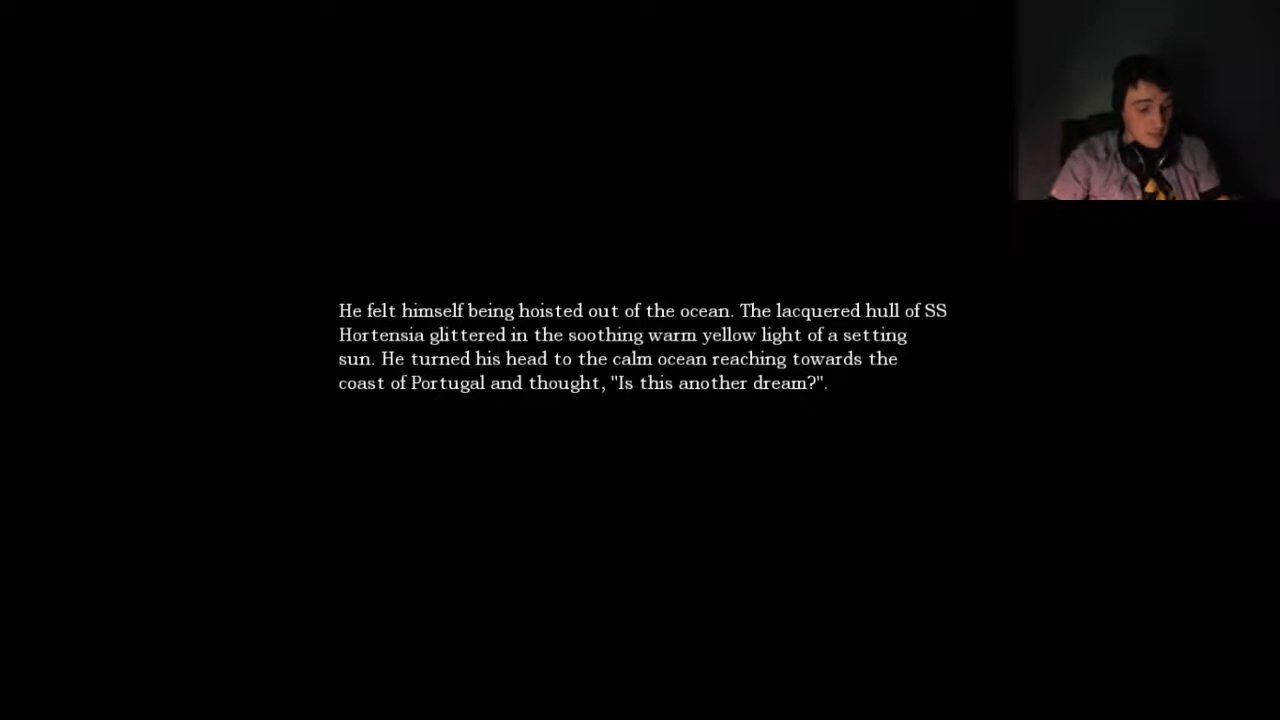 He felt himself being hoisted out of the ocean. The lacquered hull of SS
Hortensia glittered in the soothing warm yellow light of a setting
sun. He turned his head to the calm ocean reaching towards the
coast of Portugal and thought, "Is this another dream?".